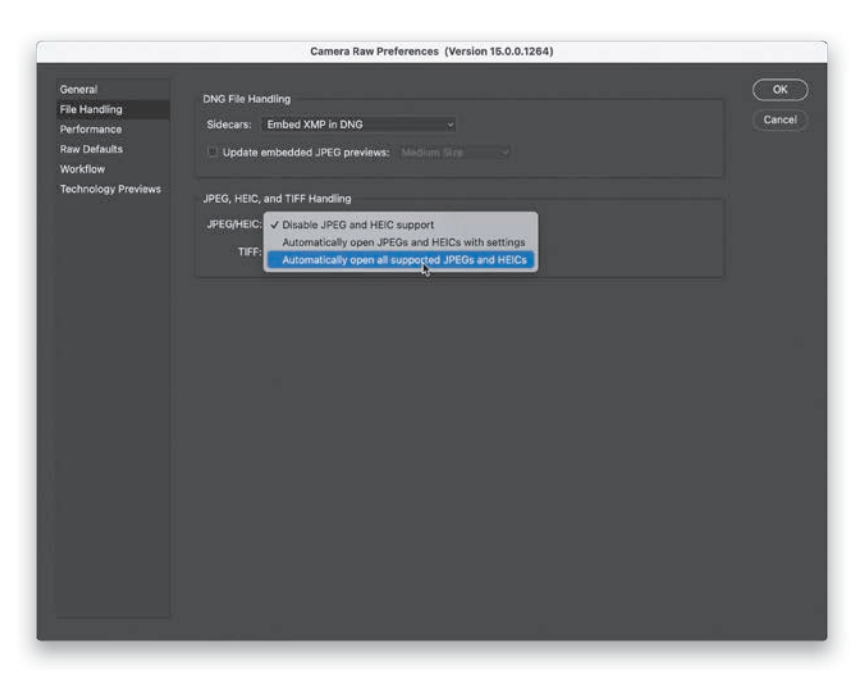 Camera Raw Preferences (Version 15.0.0.1264)
General
File Handling
Performance
Raw Defaults
Workflow
Technology Previews
DNG File Handling
Sidecars: Embed XMP in DNG
Update embedded JPEG previews: Medium Size
JPEG, HEIC, and TIFF Handling
JPEG/HEIC: ✓ Disable JPEG and HEIC support
Automatically open JPEGs and HEICs with settings
TIFF: Automatically open all supported JPEGs and HEICs
OK
Cancel